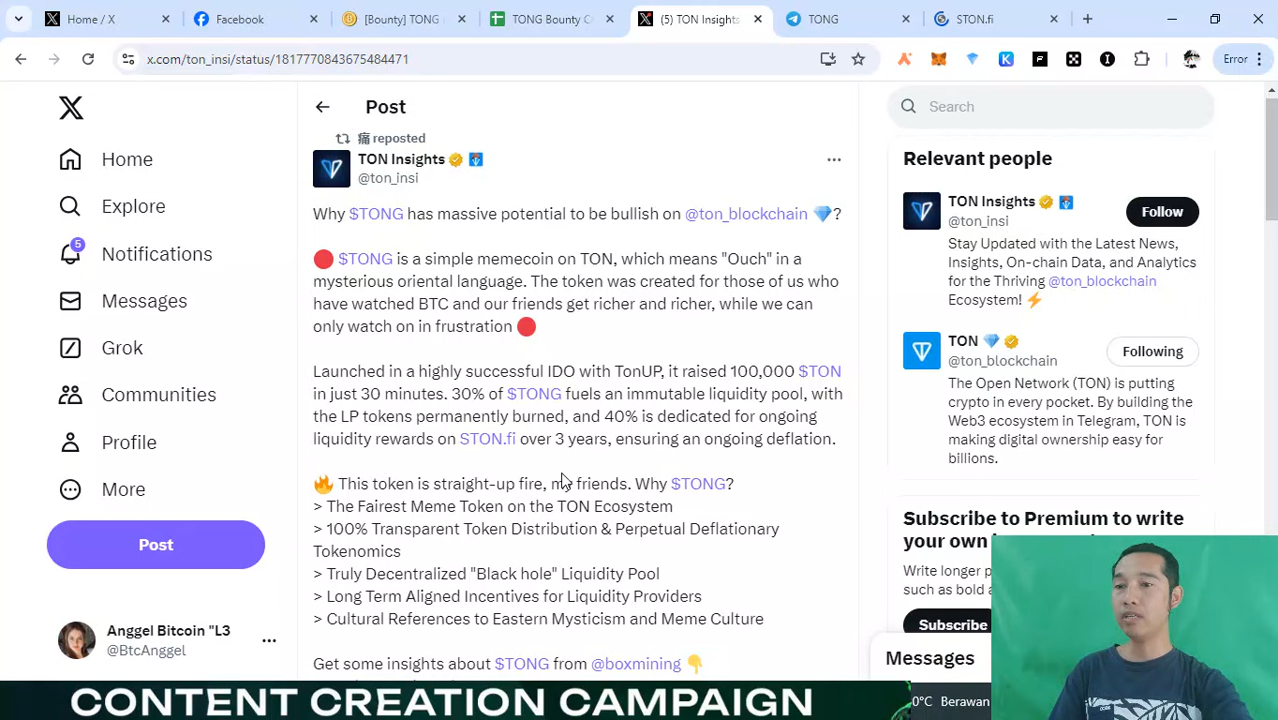 Home / X
Facebook
[Bounty] TONG
TONG Bounty C
(5) TON Insights
TONG
STON.fi
x.com/ton_insi/status/1817770843675484471
Error
Post
痛 reposted
TON Insights
@ton_insi
Why $TONG has massive potential to be bullish on @ton_blockchain 💎?
🔴 $TONG is a simple memecoin on TON, which means "Ouch" in a
mysterious oriental language. The token was created for those of us who
have watched BTC and our friends get richer and richer, while we can
only watch on in frustration 🔴
Launched in a highly successful IDO with TonUP, it raised 100,000 $TON
in just 30 minutes. 30% of $TONG fuels an immutable liquidity pool, with
the LP tokens permanently burned, and 40% is dedicated for ongoing
liquidity rewards on STON.fi over 3 years, ensuring an ongoing deflation.
🔥 This token is straight-up fire, my friends. Why $TONG?
> The Fairest Meme Token on the TON Ecosystem
> 100% Transparent Token Distribution & Perpetual Deflationary
Tokenomics
> Truly Decentralized "Black hole" Liquidity Pool
> Long Term Aligned Incentives for Liquidity Providers
> Cultural References to Eastern Mysticism and Meme Culture
Get some insights about $TONG from @boxmining 👇
Home
Explore
5
Notifications
Messages
Grok
Communities
Profile
More
Post
Anggel Bitcoin "L3
@BtcAnggel
Search
Relevant people
TON Insights
@ton_insi
Follow
Stay Updated with the Latest News,
Insights, On-chain Data, and Analytics
for the Thriving @ton_blockchain
Ecosystem! ⚡
TON 💎
@ton_blockchain
Following
The Open Network (TON) is putting
crypto in every pocket. By building the
Web3 ecosystem in Telegram, TON is
making digital ownership easy for
billions.
Subscribe to Premium to write
your own
Write longer p
such as bold a
Subscribe
Messages
0°C Berawan
CONTENT CREATION CAMPAIGN